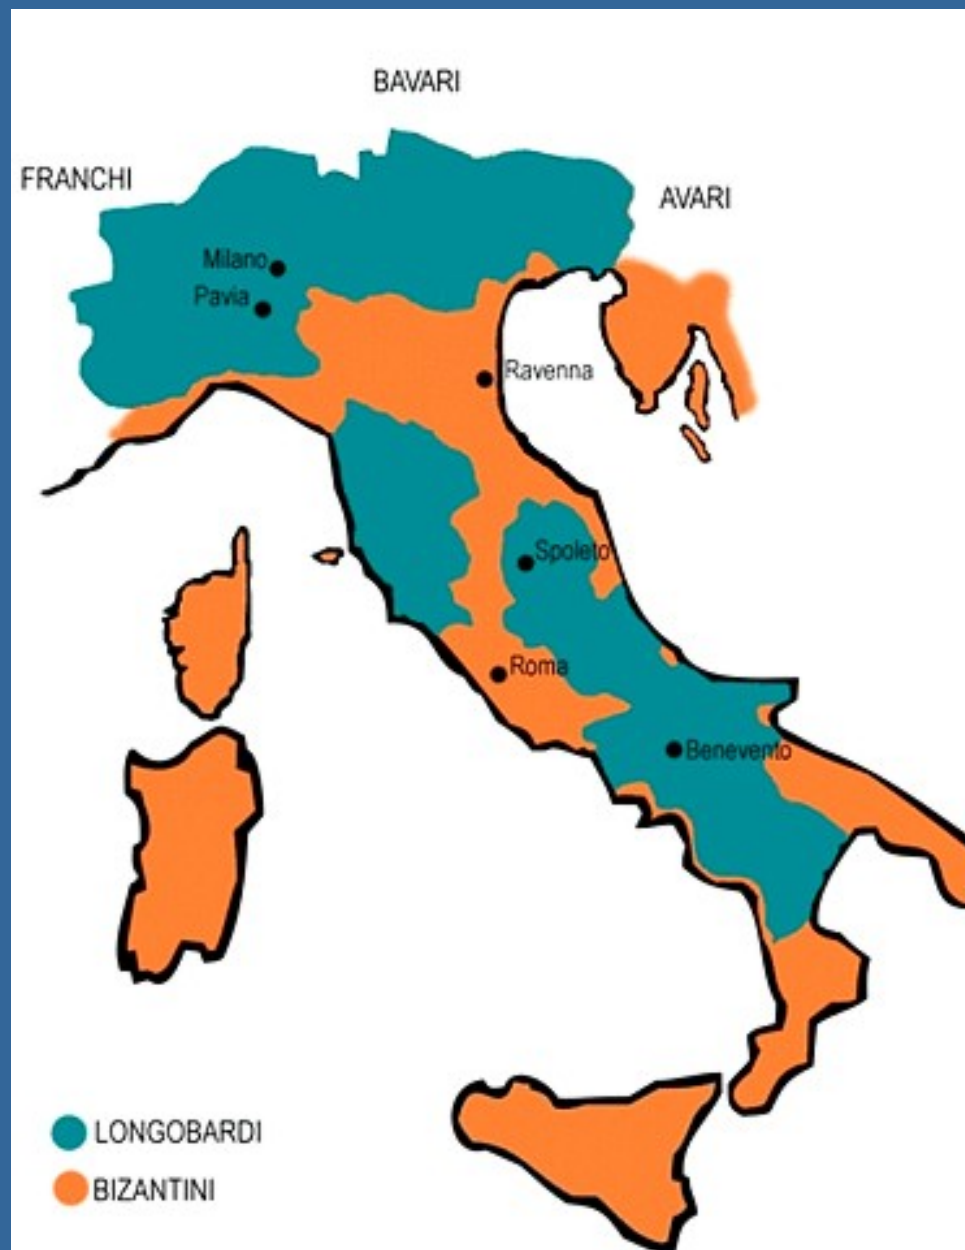 BAVARI
FRANCHI
AVARI
Milano
Pavia
Ravenna
Spoleto
Roma
Benevento
LONGOBARDI
BIZANTINI